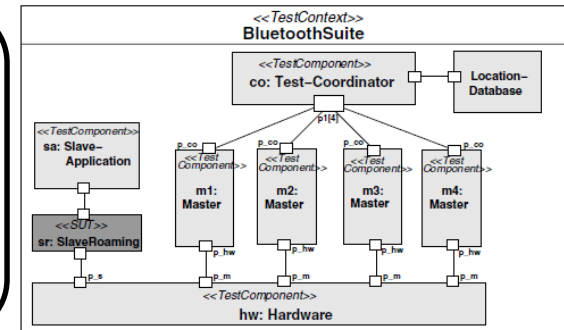 <<TestContext>>
BluetoothSuite
<<TestComponent>>
co: Test-Coordinator
Location-
Database
p1[4]
<<TestComponent>>
sa: Slave-
Application
<<SUT>>
sr: SlaveRoaming
p_s
p_co
<<Test
Component>>
m1:
Master
p_hw
p_m
p_co
<<Test
Component>>
m2:
Master
p_hw
p_m
p_co
<<Test
Component>>
m3:
Master
p_hw
p_m
p_co
<<Test
Component>>
m4:
Master
p_hw
p_m
<<TestComponent>>
hw: Hardware